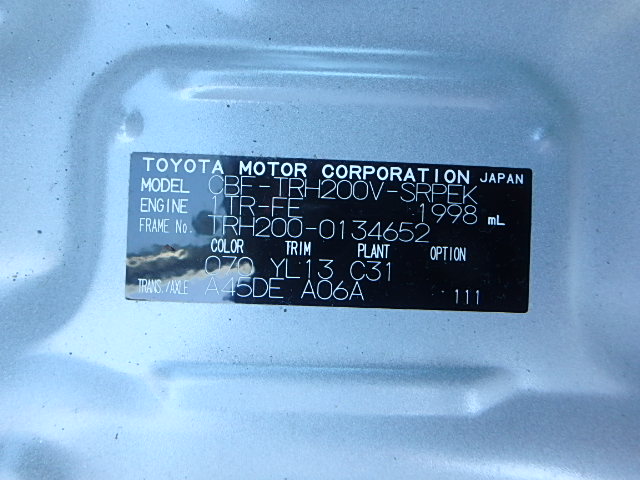 TOYOTA MOTOR CORPORATION JAPAN
MODEL CBF-TRH200V-SRPEK
ENGINE 1TR-FE 1998 mL
FRAME No. TRH200-0134652
COLOR TRIM PLANT OPTION
070 YL13 C31
TRANS./AXLE A45DE A06A 111